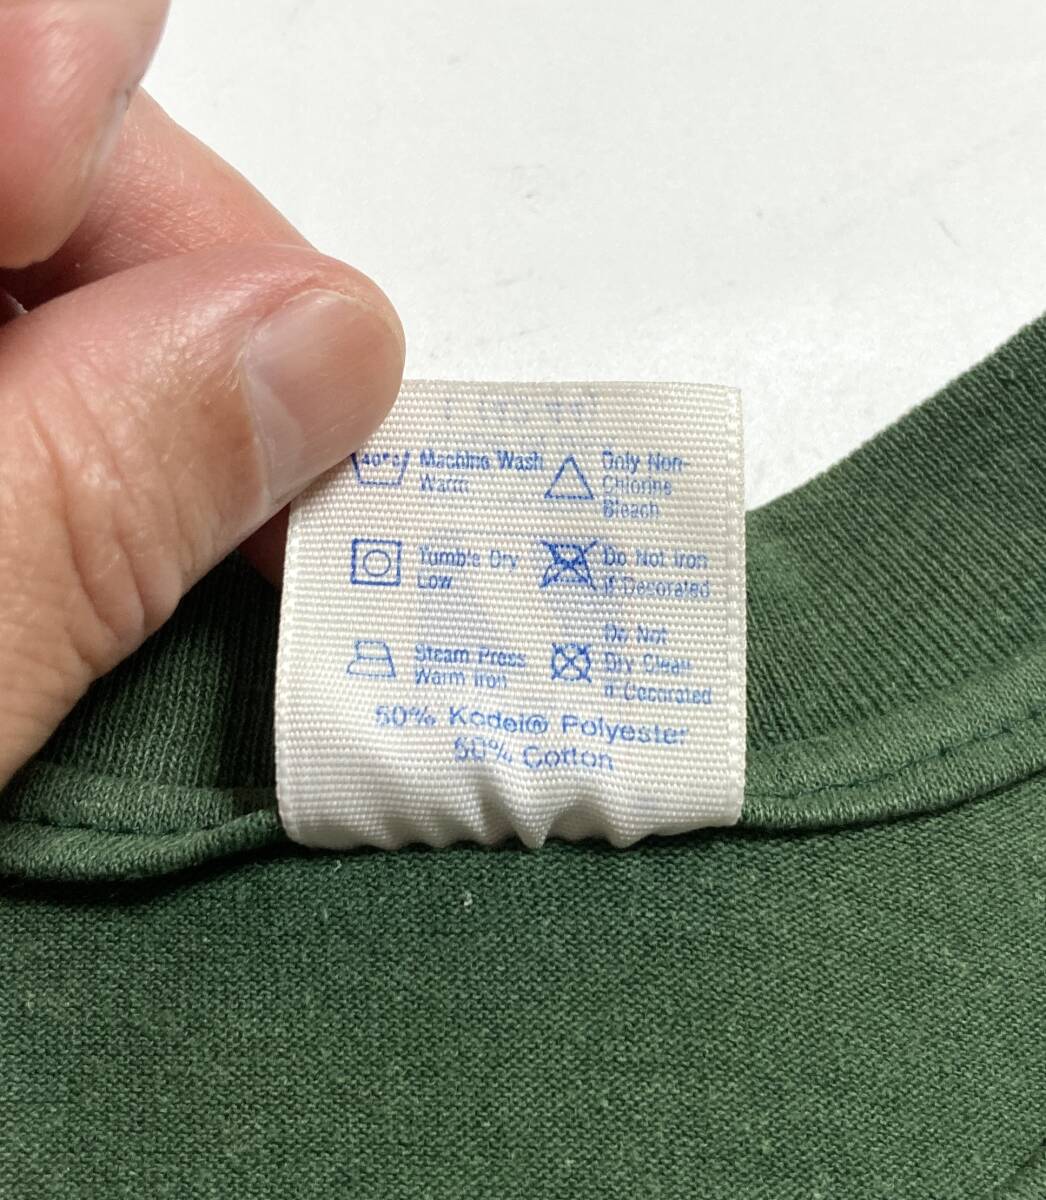 40°C
Machine Wash
Warm
Only Non-
Chlorine
Bleach
Tumble Dry
Low
Do Not Iron
if Decorated
Steam Press
Warm Iron
Do Not
Dry Clean
if Decorated
50% Kodel® Polyester
50% Cotton